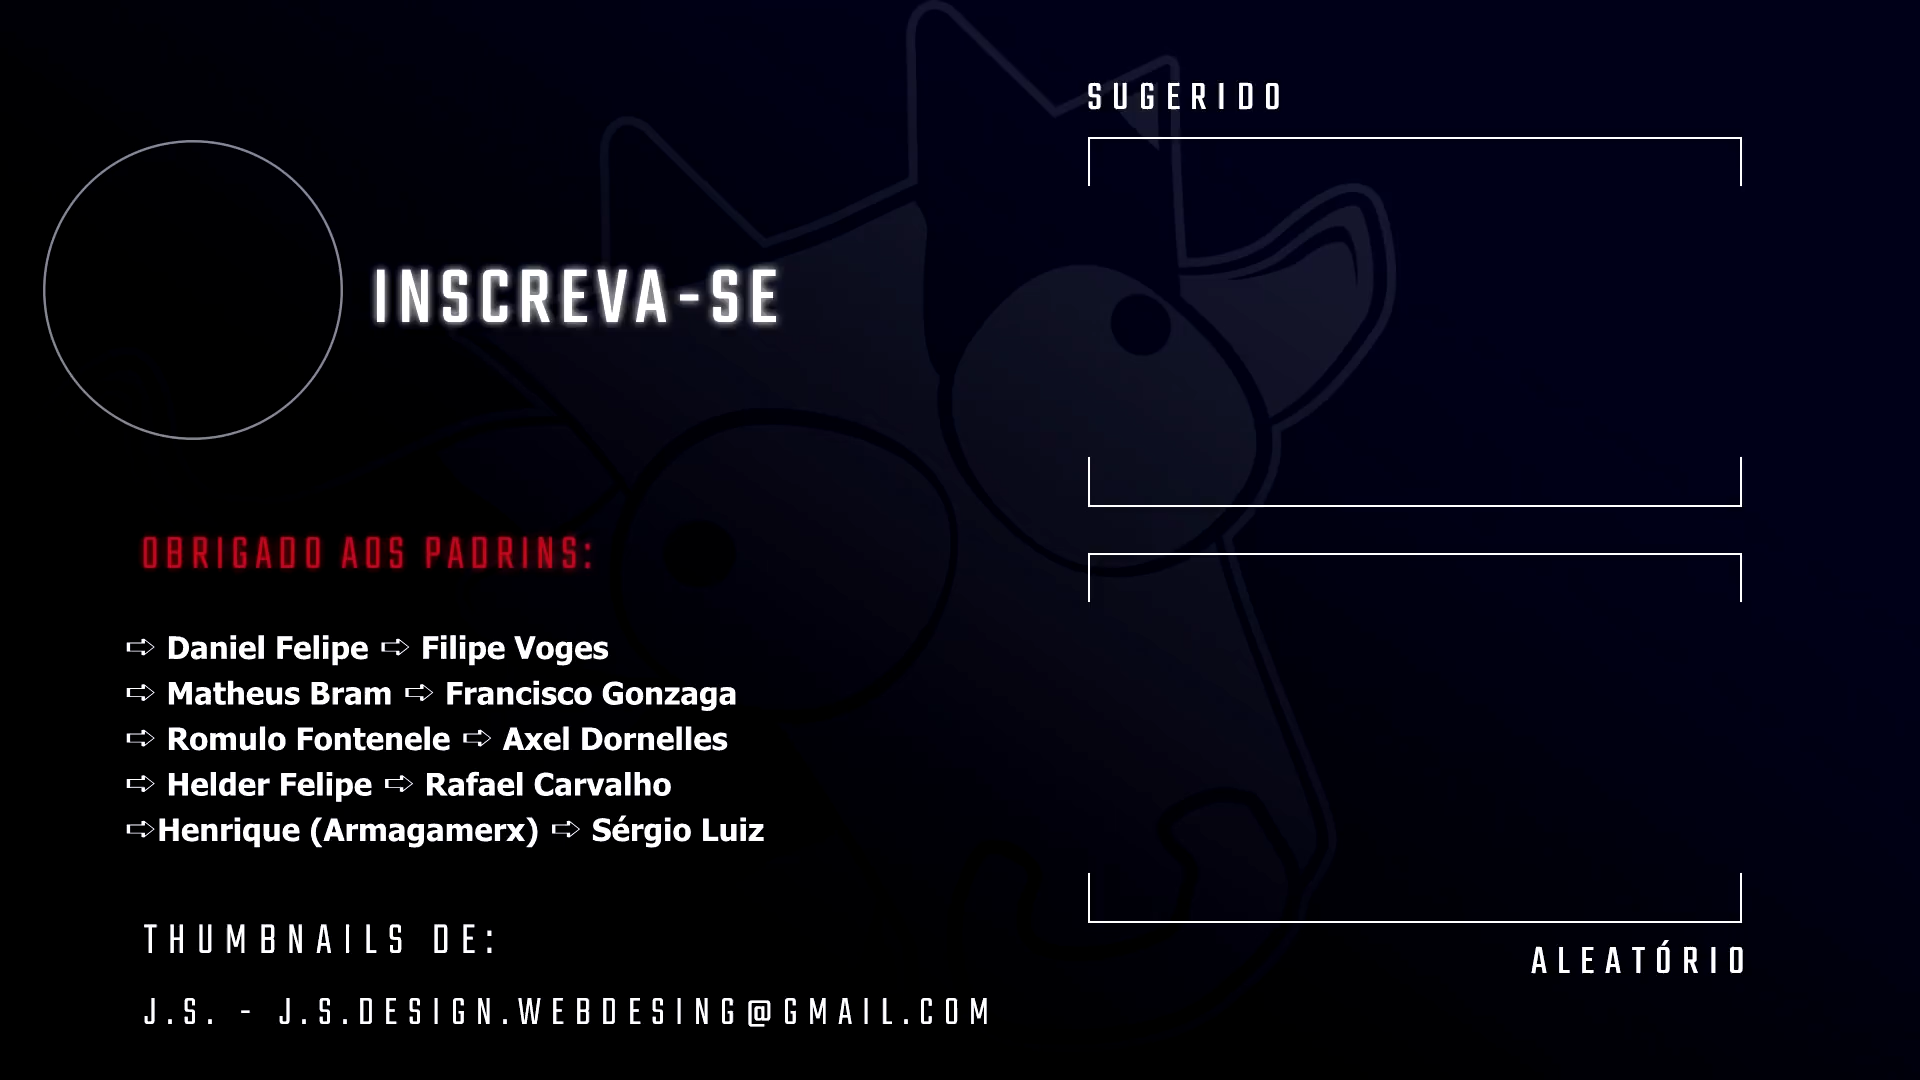 SUGERIDO
INSCREVA-SE
OBRIGADO AOS PADRINS:
➪ Daniel Felipe ➪ Filipe Voges
➪ Matheus Bram ➪ Francisco Gonzaga
➪ Romulo Fontenele ➪ Axel Dornelles
➪ Helder Felipe ➪ Rafael Carvalho
➪Henrique (Armagamerx) ➪ Sérgio Luiz
THUMBNAILS DE:
J.S. - J.S.DESIGN.WEBDESING@GMAIL.COM
ALEATÓRIO